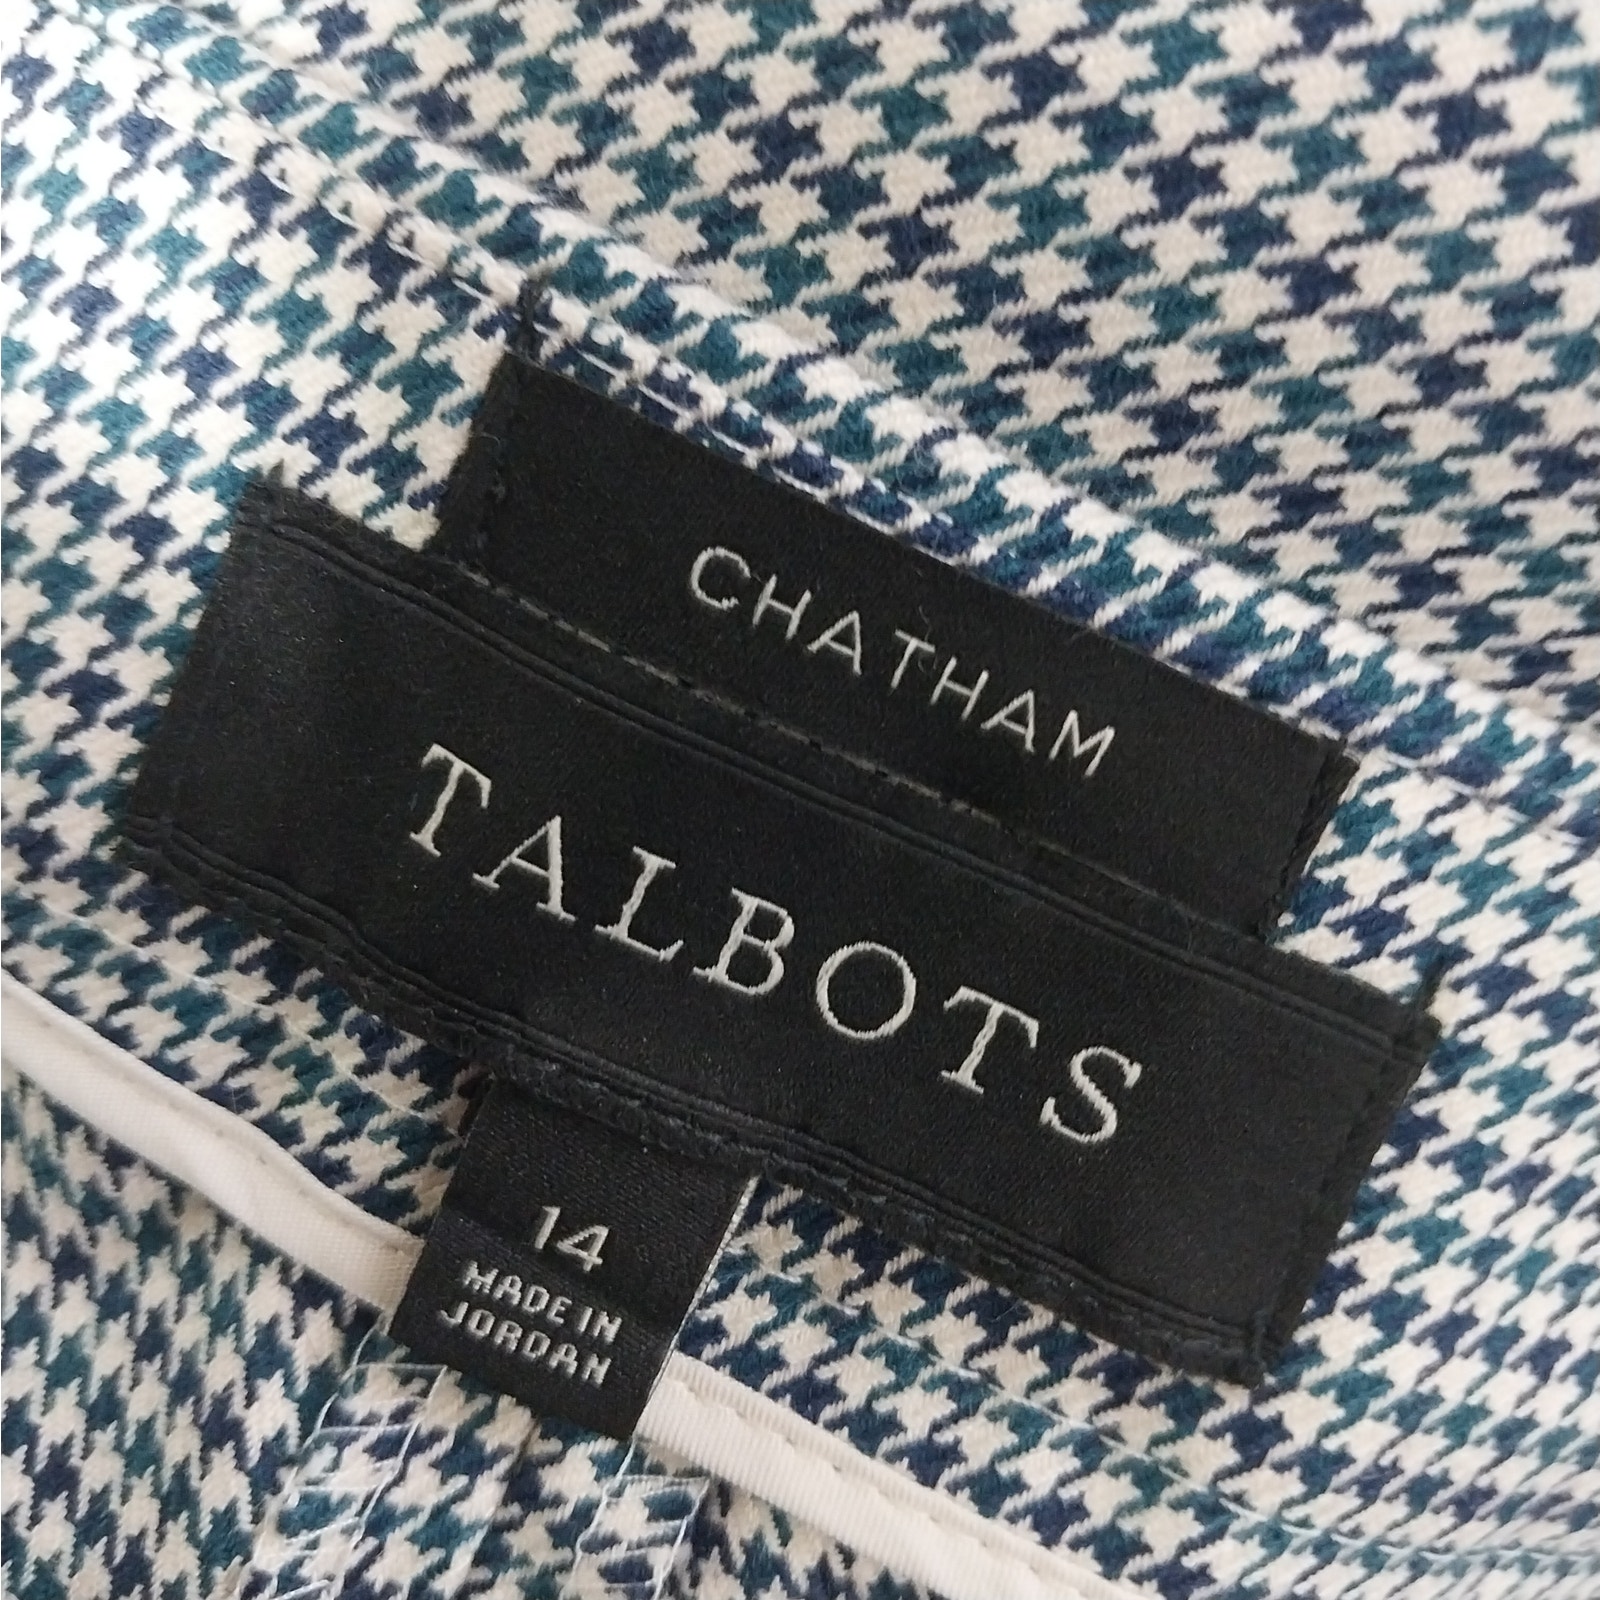 CHATHAM
TALBOTS
14
MADE IN
JORDAN